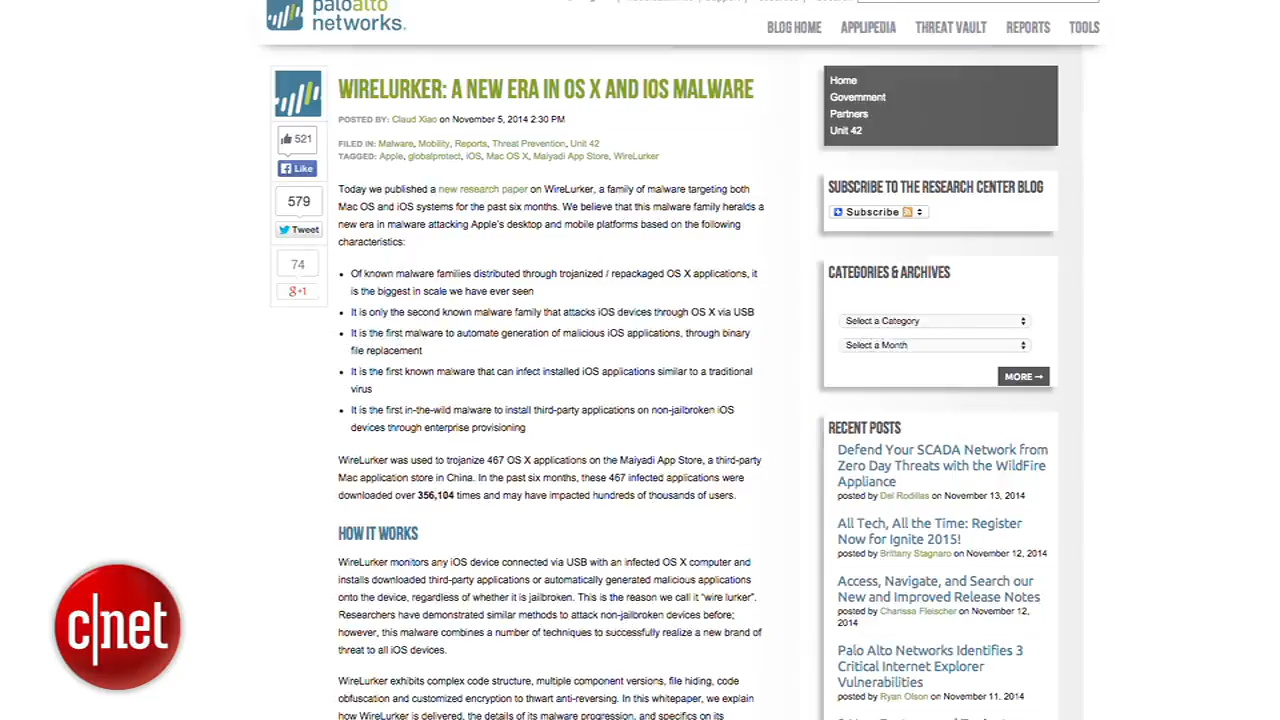 paloalto
networks.
BLOG HOME APPLIPEDIA THREAT VAULT REPORTS TOOLS
WIRELURKER: A NEW ERA IN OS X AND IOS MALWARE
POSTED BY: Claud Xiao on November 5, 2014 2:30 PM
FILED IN: Malware, Mobility, Reports, Threat Prevention, Unit 42
TAGGED: Apple, globalprotect, iOS, Mac OS X, Maiyadi App Store, WireLurker
521
Like
579
Tweet
74
g+1
Today we published a new research paper on WireLurker, a family of malware targeting both
Mac OS and iOS systems for the past six months. We believe that this malware family heralds a
new era in malware attacking Apple's desktop and mobile platforms based on the following
characteristics:
• Of known malware families distributed through trojanized / repackaged OS X applications, it
is the biggest in scale we have ever seen
• It is only the second known malware family that attacks iOS devices through OS X via USB
• It is the first malware to automate generation of malicious iOS applications, through binary
file replacement
• It is the first known malware that can infect installed iOS applications similar to a traditional
virus
• It is the first in-the-wild malware to install third-party applications on non-jailbroken iOS
devices through enterprise provisioning
WireLurker was used to trojanize 467 OS X applications on the Maiyadi App Store, a third-party
Mac application store in China. In the past six months, these 467 infected applications were
downloaded over 356,104 times and may have impacted hundreds of thousands of users.
HOW IT WORKS
WireLurker monitors any iOS device connected via USB with an infected OS X computer and
installs downloaded third-party applications or automatically generated malicious applications
onto the device, regardless of whether it is jailbroken. This is the reason we call it "wire lurker".
Researchers have demonstrated similar methods to attack non-jailbroken devices before;
however, this malware combines a number of techniques to successfully realize a new brand of
threat to all iOS devices.
WireLurker exhibits complex code structure, multiple component versions, file hiding, code
obfuscation and customized encryption to thwart anti-reversing. In this whitepaper, we explain
how WireLurker is delivered, the details of its malware progression, and specifics on its
Home
Government
Partners
Unit 42
SUBSCRIBE TO THE RESEARCH CENTER BLOG
Subscribe
CATEGORIES & ARCHIVES
Select a Category
Select a Month
MORE →
RECENT POSTS
Defend Your SCADA Network from
Zero Day Threats with the WildFire
Appliance
posted by Del Rodillas on November 13, 2014
All Tech, All the Time: Register
Now for Ignite 2015!
posted by Brittany Stagnaro on November 12, 2014
Access, Navigate, and Search our
New and Improved Release Notes
posted by Charissa Fleischer on November 12,
2014
Palo Alto Networks Identifies 3
Critical Internet Explorer
Vulnerabilities
posted by Ryan Olson on November 11, 2014
c|net